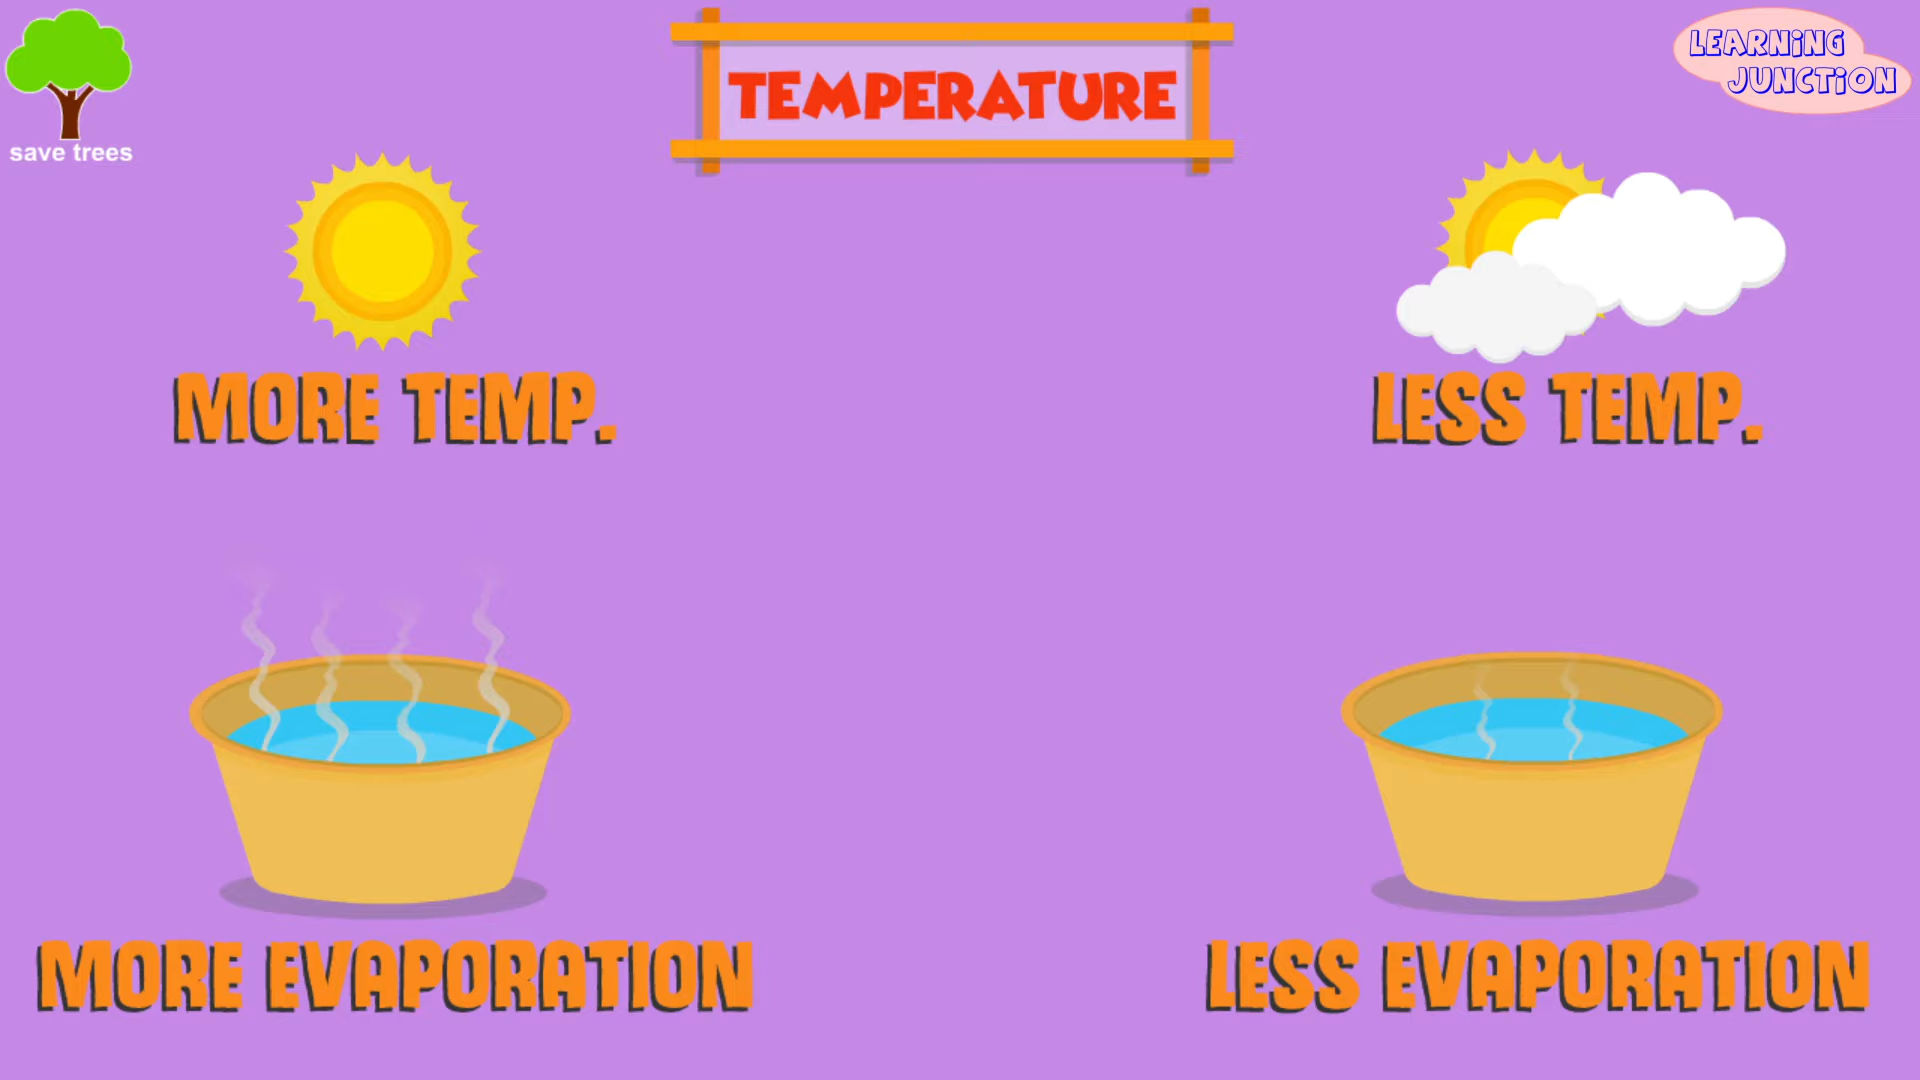 TEMPERATURE
LEARNING
JUNCTION
save trees
MORE TEMP.
LESS TEMP.
MORE EVAPORATION
LESS EVAPORATION